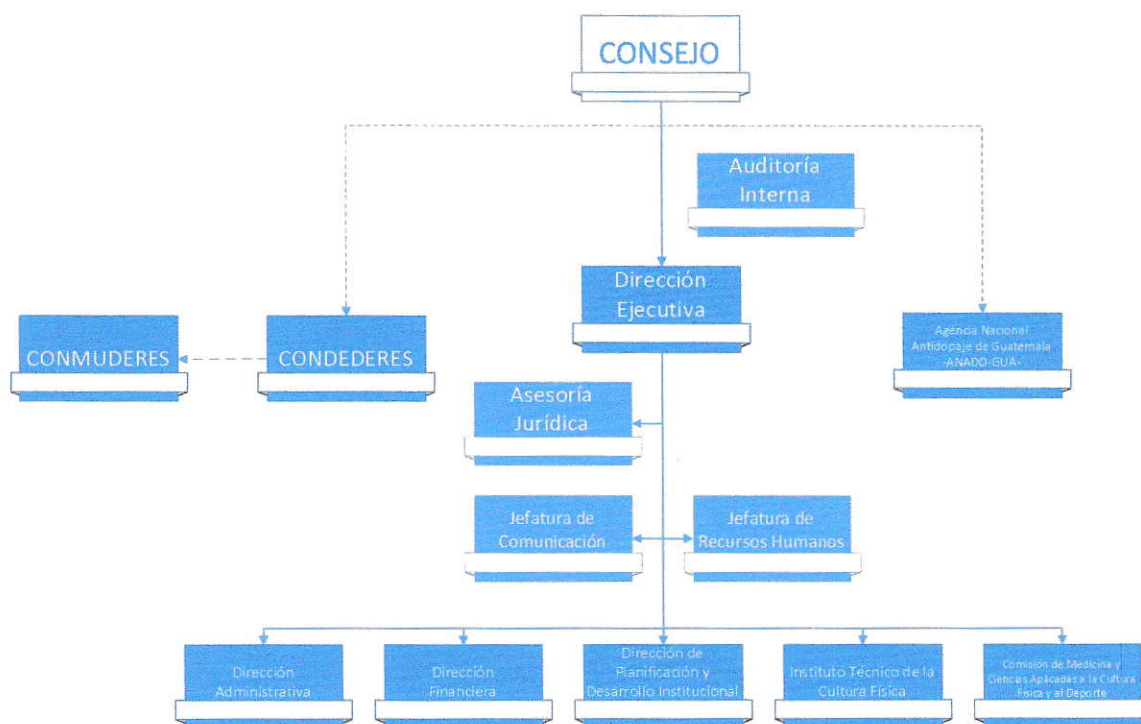 CONSEJO
Auditoría
Interna
Dirección
Ejecutiva
CONMUDERES
CONDEDERES
Agencia Nacional
Antidopaje de Guatemala
-ANADO-GUA-
Asesoría
Jurídica
Jefatura de
Comunicación
Jefatura de
Recursos Humanos
Dirección
Administrativa
Dirección
Financiera
Dirección de
Planificación y
Desarrollo Institucional
Instituto Técnico de la
Cultura Física
Comisión de Medicina y
Ciencias Aplicadas a la Cultura
Física y al Deporte